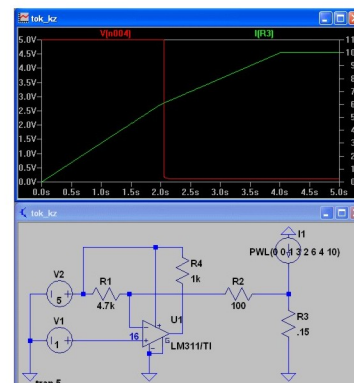 tok_kz
V(n004)
I(R3)
5.0V
4.5V
4.0V
3.5V
3.0V
2.5V
2.0V
1.5V
1.0V
0.5V
0.0V
0.0s 0.5s 1.0s 1.5s 2.0s 2.5s 3.0s 3.5s 4.0s 4.5s 5.0s
tok_kz
I1
PWL(0 0 1 3 2 6 4 10)
V2
5
R1
4.7k
R4
1k
R2
100
R3
.15
V1
1
16
U1
G
LM311/TI